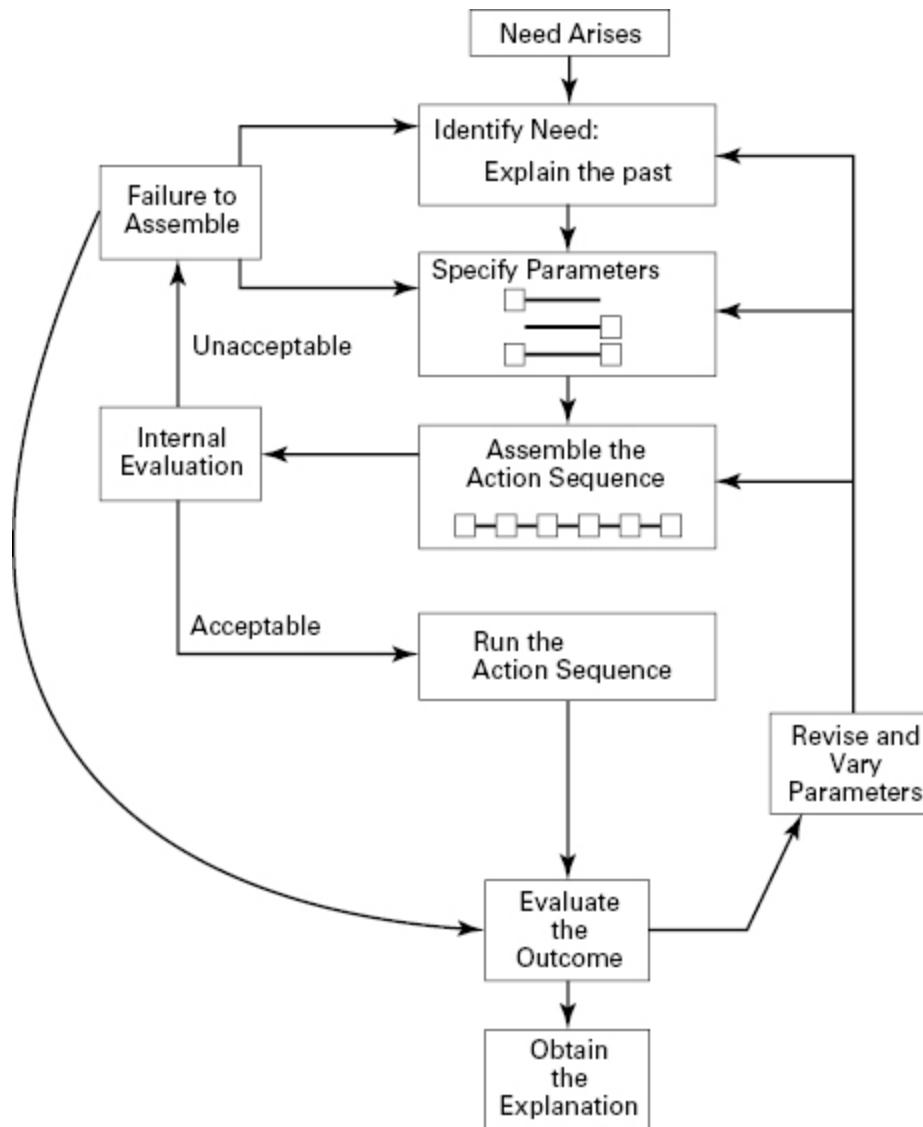 Need Arises
Identify Need:
Explain the past
Failure to
Assemble
Specify Parameters
Unacceptable
Internal
Evaluation
Assemble the
Action Sequence
Acceptable
Run the
Action Sequence
Revise and
Vary
Parameters
Evaluate
the
Outcome
Obtain
the
Explanation